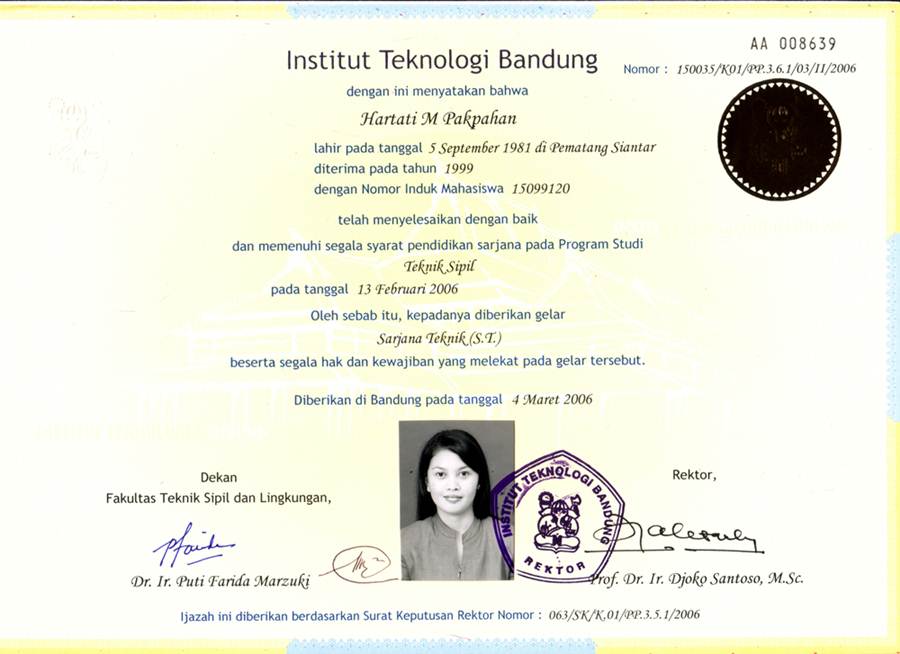 AA 008639
Institut Teknologi Bandung
Nomor : 150035/K01/PP.3.6.1/03/II/2006
dengan ini menyatakan bahwa
Hartati M Pakpahan
lahir pada tanggal 5 September 1981 di Pematang Siantar
diterima pada tahun 1999
dengan Nomor Induk Mahasiswa 15099120
telah menyelesaikan dengan baik
dan memenuhi segala syarat pendidikan sarjana pada Program Studi
Teknik Sipil
pada tanggal 13 Februari 2006
Oleh sebab itu, kepadanya diberikan gelar
Sarjana Teknik (S.T.)
beserta segala hak dan kewajiban yang melekat pada gelar tersebut.
Diberikan di Bandung pada tanggal 4 Maret 2006
Dekan
Fakultas Teknik Sipil dan Lingkungan,
Dr. Ir. Puti Farida Marzuki
INSTITUT TEKNOLOGI BANDUNG
REKTOR
Rektor,
Prof. Dr. Ir. Djoko Santoso, M.Sc.
Ijazah ini diberikan berdasarkan Surat Keputusan Rektor Nomor : 063/SK/K.01/PP.3.5.1/2006